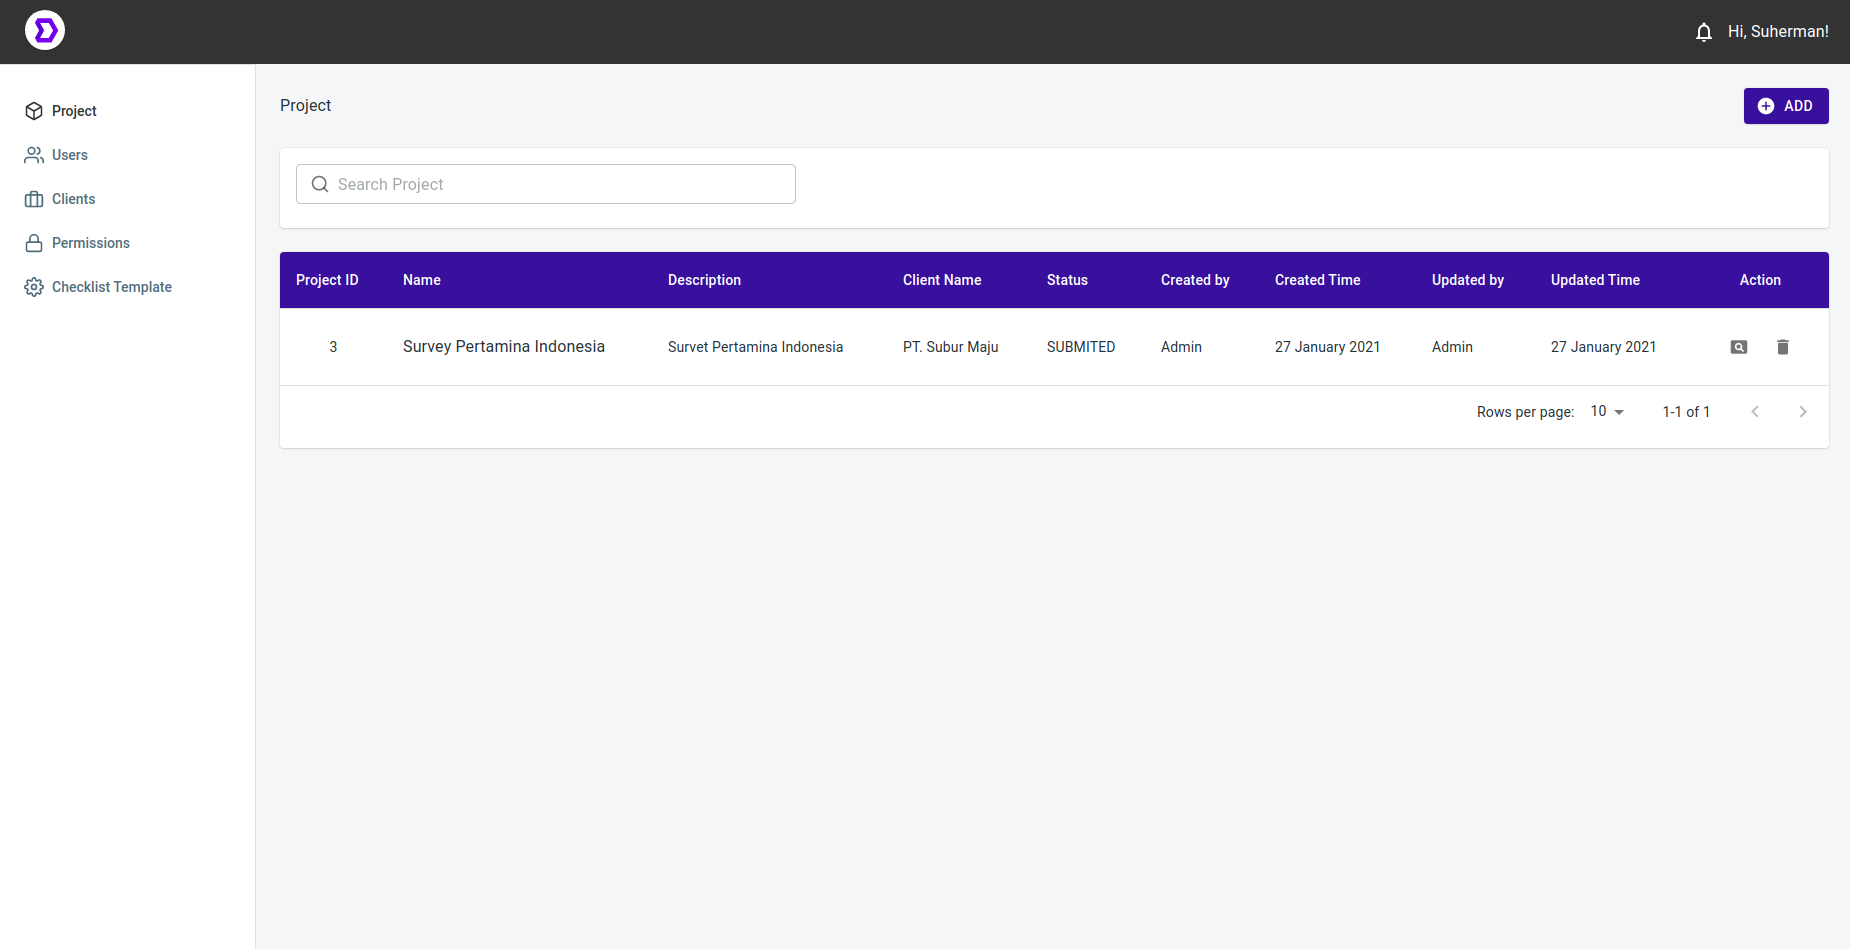 Hi, Suherman!
Project
Users
Clients
Permissions
Checklist Template
Project
ADD
Search Project
Project ID Name Description Client Name Status Created by Created Time Updated by Updated Time Action
3 Survey Pertamina Indonesia Survet Pertamina Indonesia PT. Subur Maju SUBMITED Admin 27 January 2021 Admin 27 January 2021
Rows per page: 10 1-1 of 1